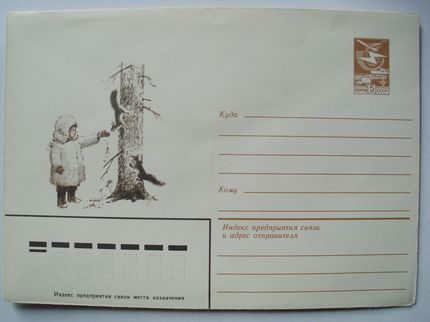 ПОЧТА 5 СССР
Куда
Кому
Индекс предприятия связи
и адрес отправителя
Индекс предприятия связи места назначения